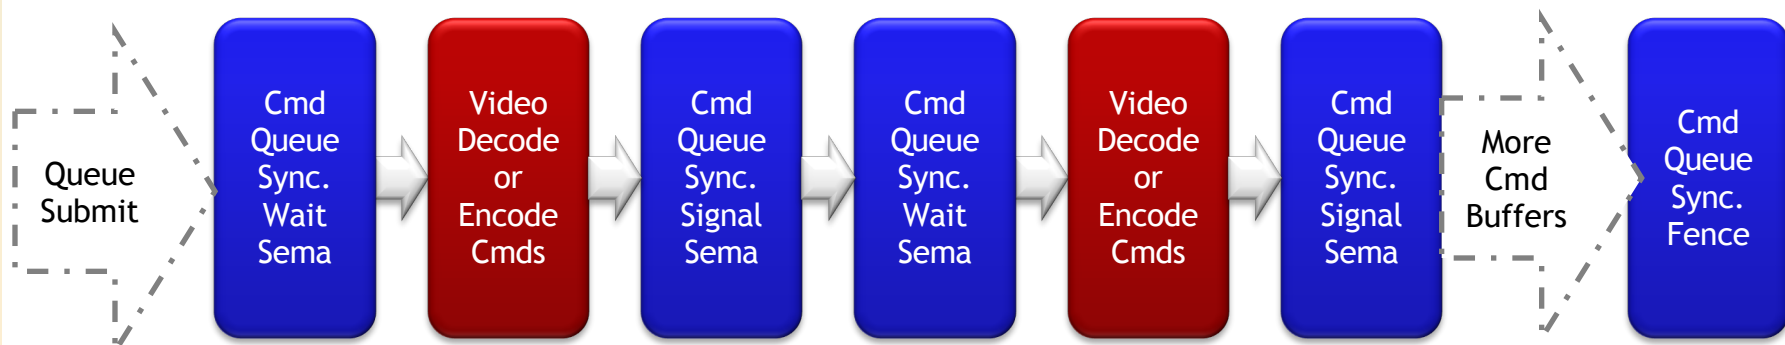 Queue
Submit
Cmd
Queue
Sync.
Wait
Sema
Video
Decode
or
Encode
Cmds
Cmd
Queue
Sync.
Signal
Sema
Cmd
Queue
Sync.
Wait
Sema
Video
Decode
or
Encode
Cmds
Cmd
Queue
Sync.
Signal
Sema
More
Cmd
Buffers
Cmd
Queue
Sync.
Fence